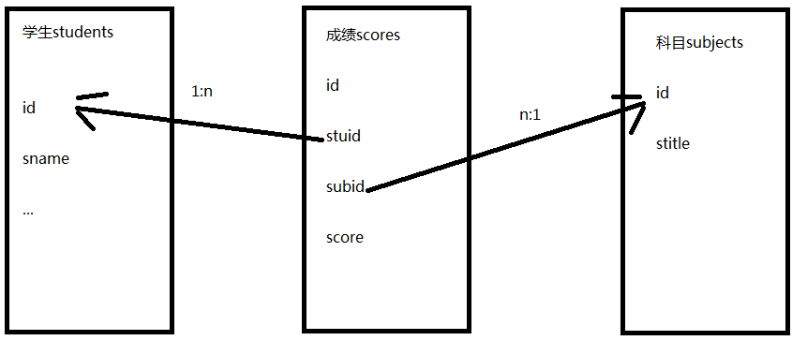 学生students
id
sname
...
1:n
成绩scores
id
stuid
subid
score
n:1
科目subjects
id
stitle